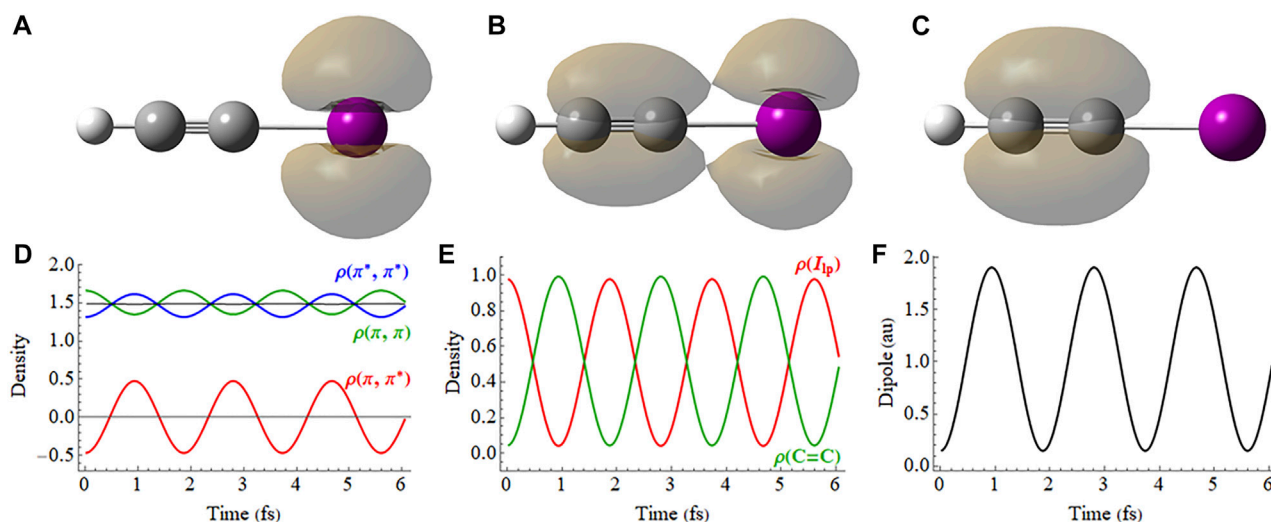 A
B
C
D
2.0
1.5
1.0
0.5
0.0
−0.5
Density
ρ(π*, π*)
ρ(π, π)
ρ(π, π*)
0 1 2 3 4 5 6
Time (fs)
E
1.0
0.8
0.6
0.4
0.2
0.0
Density
ρ(Ilp)
ρ(C=C)
0 1 2 3 4 5 6
Time (fs)
F
2.0
1.5
1.0
0.5
0.0
Dipole (au)
0 1 2 3 4 5 6
Time (fs)